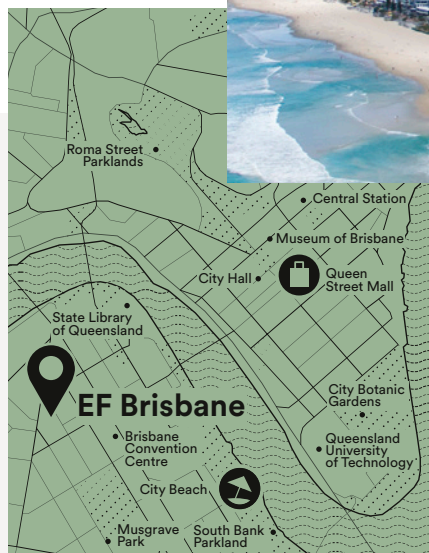 Roma Street
Parklands
Central Station
Museum of Brisbane
City Hall
Queen
Street Mall
State Library
of Queensland
EF Brisbane
City Botanic
Gardens
Brisbane
Convention
Centre
Queensland
University
of Technology
City Beach
Musgrave
Park
South Bank
Parkland